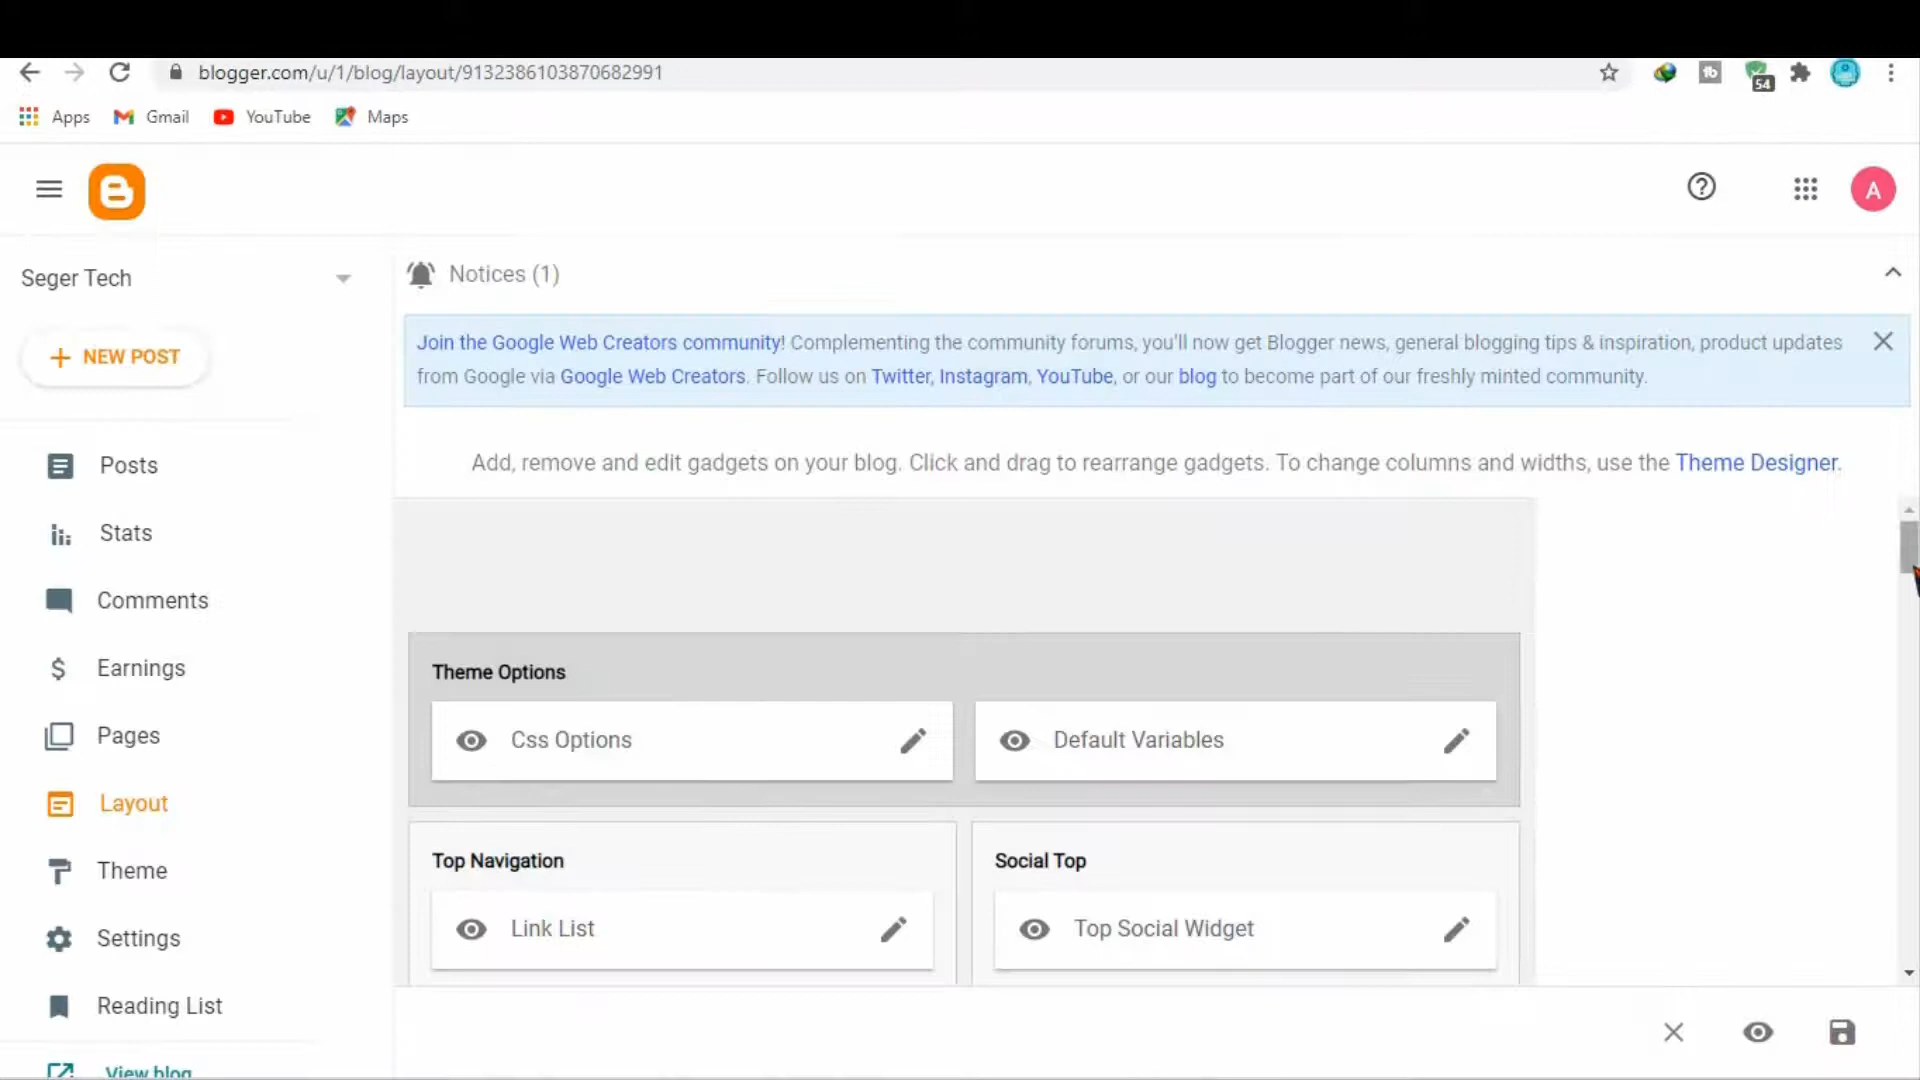 blogger.com/u/1/blog/layout/9132386103870682991
54
Apps Gmail YouTube Maps
A
Seger Tech
Notices (1)
Join the Google Web Creators community! Complementing the community forums, you'll now get Blogger news, general blogging tips & inspiration, product updates
from Google via Google Web Creators. Follow us on Twitter, Instagram, YouTube, or our blog to become part of our freshly minted community.
NEW POST
Add, remove and edit gadgets on your blog. Click and drag to rearrange gadgets. To change columns and widths, use the Theme Designer.
Posts
Stats
Comments
Earnings
Pages
Layout
Theme
Settings
Reading List
View blog
Theme Options
Css Options
Default Variables
Top Navigation
Link List
Social Top
Top Social Widget